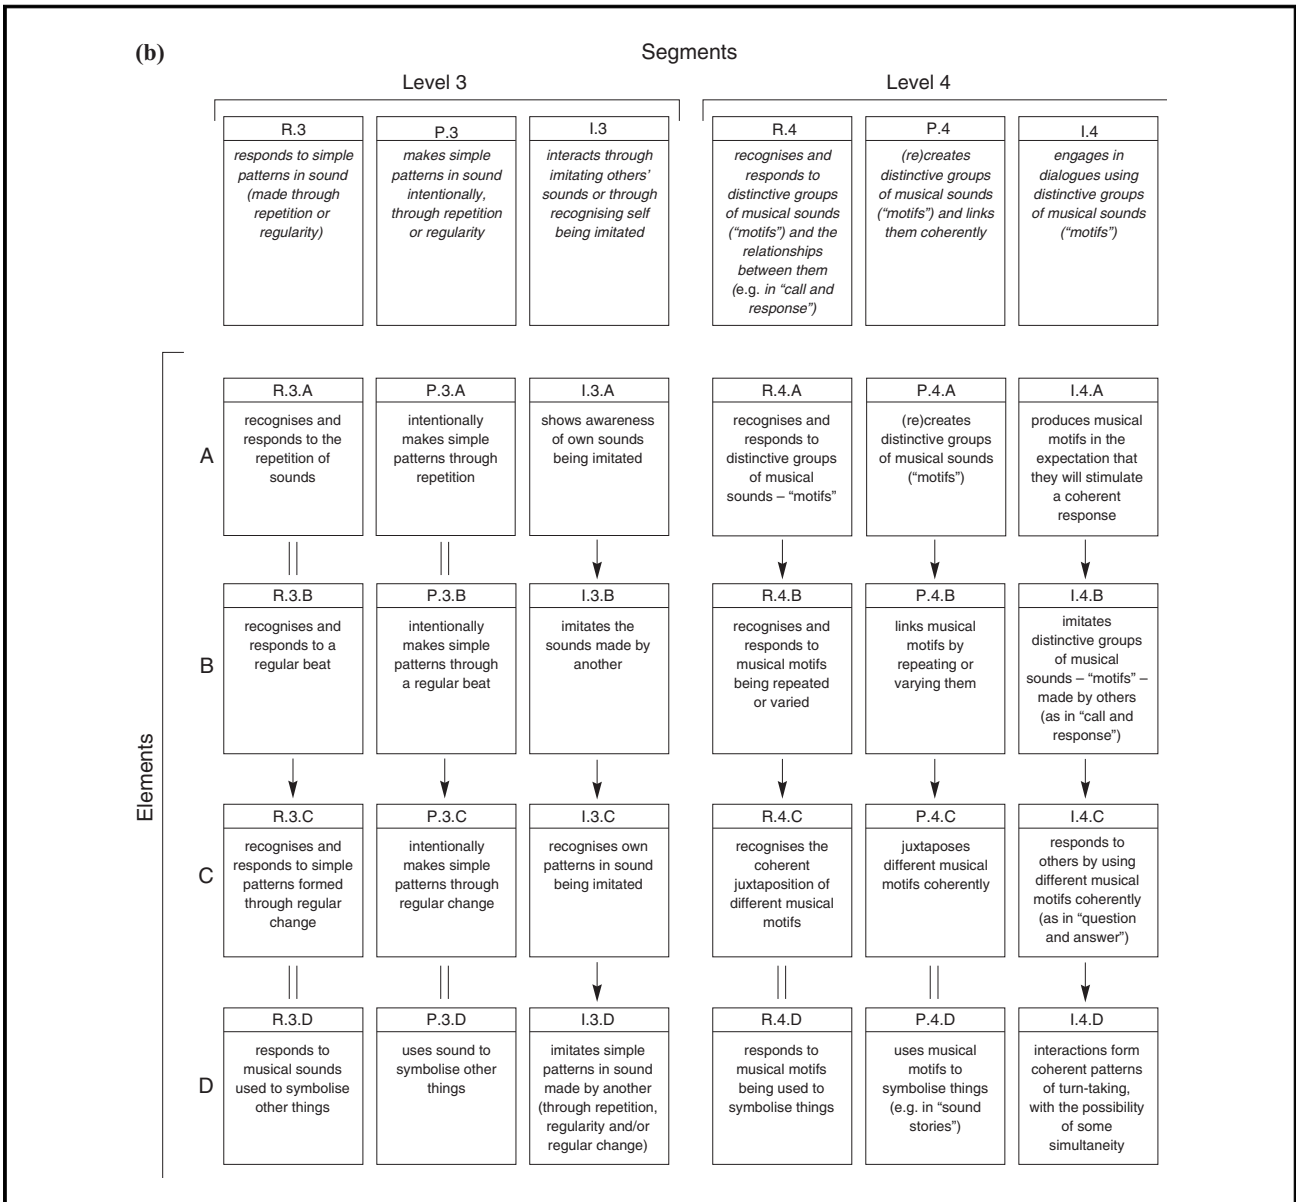 (b)
Segments
Level 3
Level 4
R.3
responds to simple
patterns in sound
(made through
repetition or
regularity)
P.3
makes simple
patterns in sound
intentionally,
through repetition
or regularity
I.3
interacts through
imitating others’
sounds or through
recognising self
being imitated
R.4
recognises and
responds to
distinctive groups
of musical sounds
(“motifs”) and the
relationships
between them
(e.g. in “call and
response”)
P.4
(re)creates
distinctive groups
of musical sounds
(“motifs”) and links
them coherently
I.4
engages in
dialogues using
distinctive groups
of musical sounds
(“motifs”)
Elements
A
R.3.A
recognises and
responds to the
repetition of
sounds
P.3.A
intentionally
makes simple
patterns through
repetition
I.3.A
shows awareness
of own sounds
being imitated
R.4.A
recognises and
responds to
distinctive groups
of musical
sounds – “motifs”
P.4.A
(re)creates
distinctive groups
of musical sounds
(“motifs”)
I.4.A
produces musical
motifs in the
expectation that
they will stimulate
a coherent
response
B
R.3.B
recognises and
responds to a
regular beat
P.3.B
intentionally
makes simple
patterns through
a regular beat
I.3.B
imitates the
sounds made by
another
R.4.B
recognises and
responds to
musical motifs
being repeated
or varied
P.4.B
links musical
motifs by
repeating or
varying them
I.4.B
imitates
distinctive groups
of musical
sounds – “motifs” –
made by others
(as in “call and
response”)
C
R.3.C
recognises and
responds to simple
patterns formed
through regular
change
P.3.C
intentionally
makes simple
patterns through
regular change
I.3.C
recognises own
patterns in sound
being imitated
R.4.C
recognises the
coherent
juxtaposition of
different musical
motifs
P.4.C
juxtaposes
different musical
motifs coherently
I.4.C
responds to
others by using
different musical
motifs coherently
(as in “question
and answer”)
D
R.3.D
responds to
musical sounds
used to symbolise
other things
P.3.D
uses sound to
symbolise other
things
I.3.D
imitates simple
patterns in sound
made by another
(through repetition,
regularity and/or
regular change)
R.4.D
responds to
musical motifs
being used to
symbolise things
P.4.D
uses musical
motifs to
symbolise things
(e.g. in “sound
stories”)
I.4.D
interactions form
coherent patterns
of turn-taking,
with the possibility
of some
simultaneity